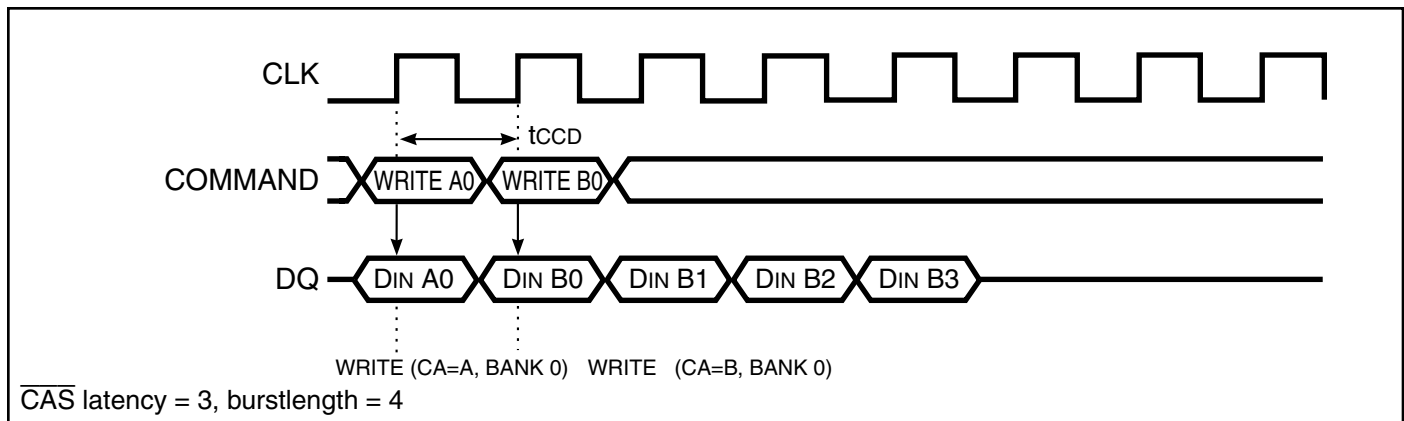 CLK
tCCD
COMMAND WRITE A0 WRITE B0
DQ DIN A0 DIN B0 DIN B1 DIN B2 DIN B3
WRITE (CA=A, BANK 0) WRITE (CA=B, BANK 0)
CAS latency = 3, burstlength = 4